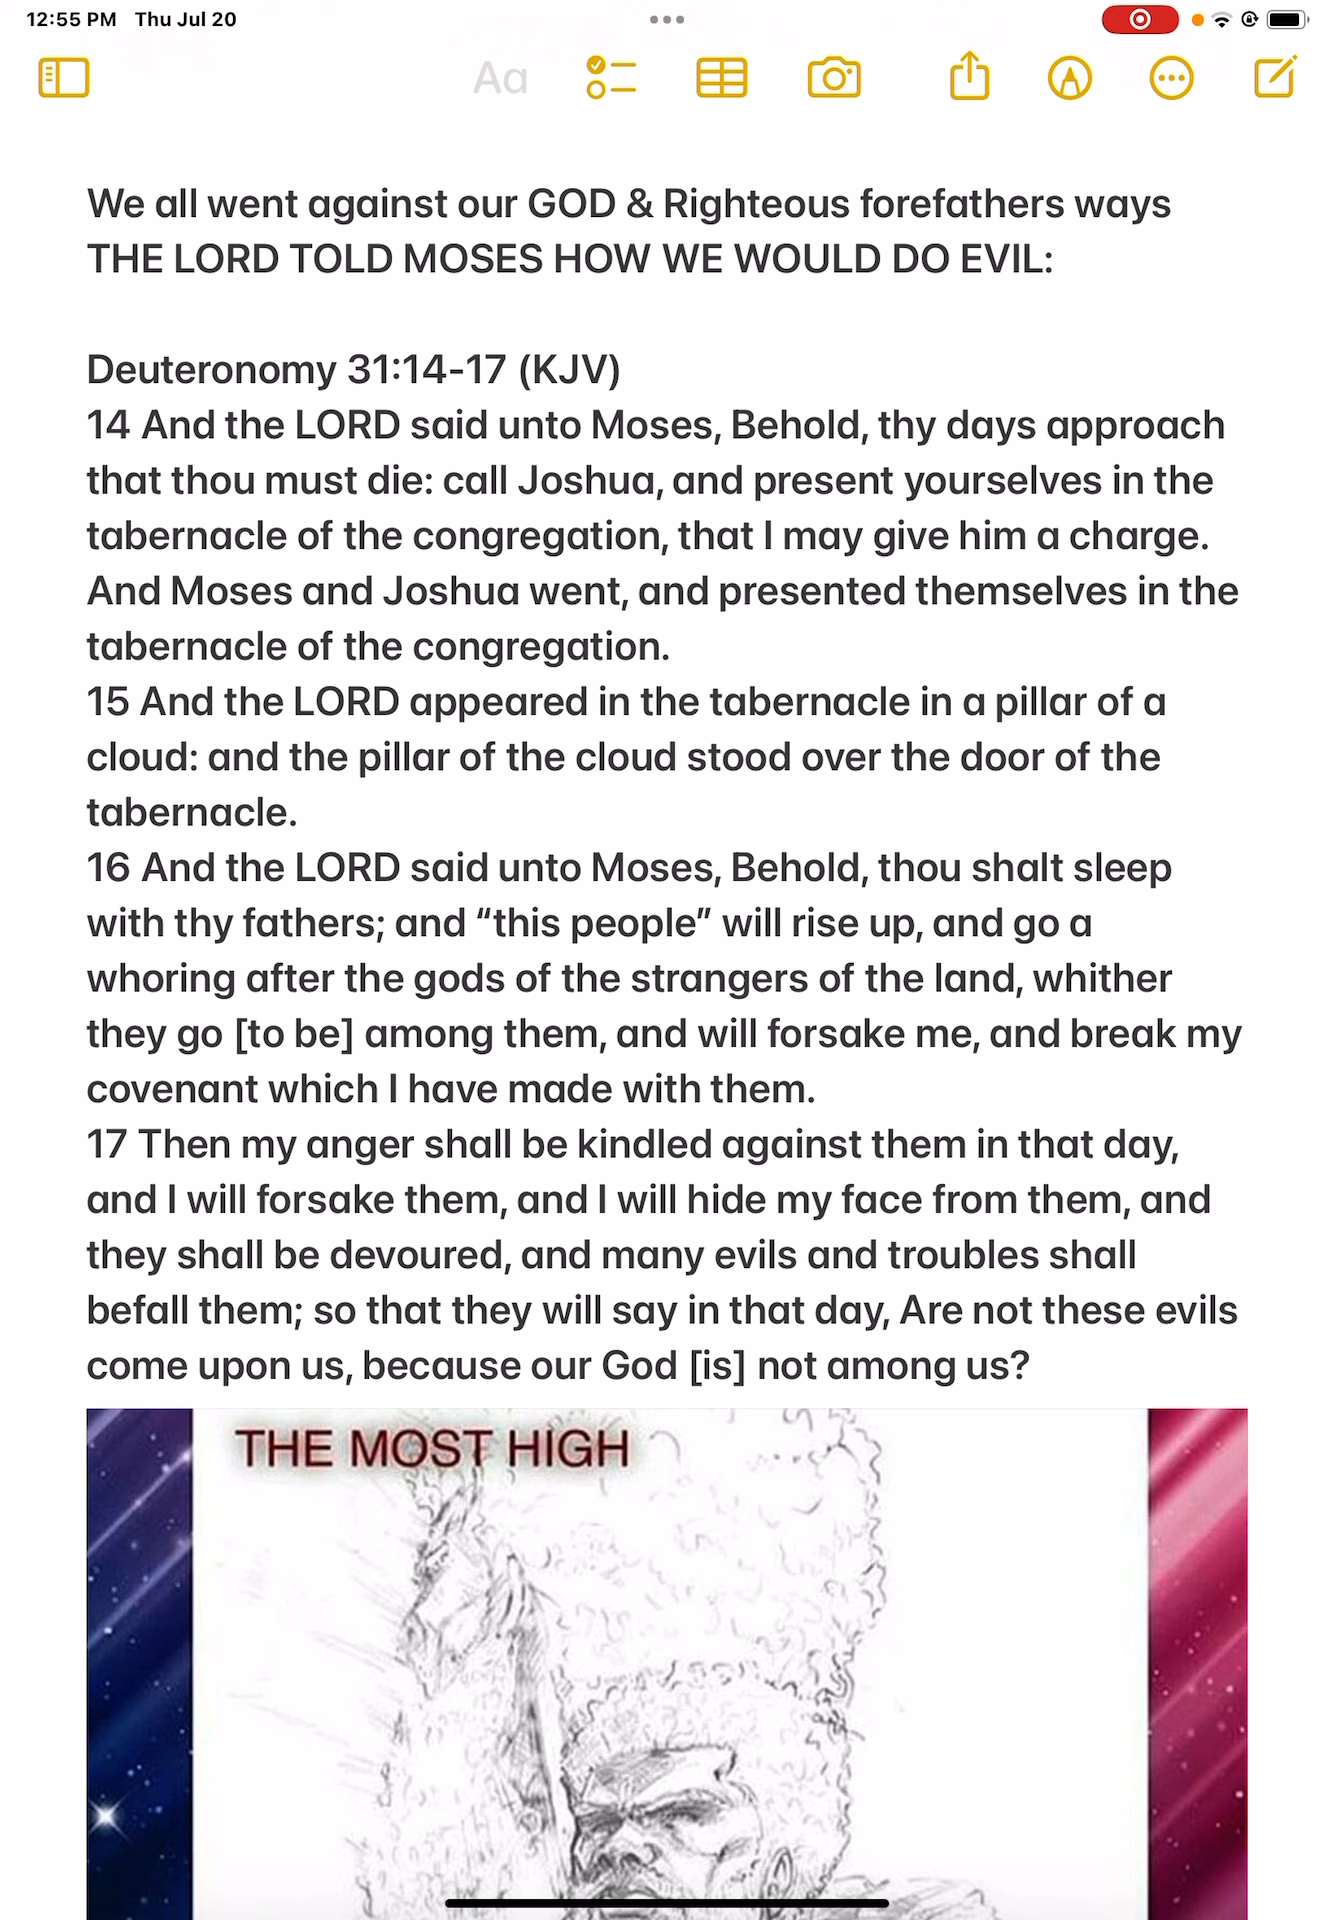 12:55 PM Thu Jul 20
Aa
We all went against our GOD & Righteous forefathers ways
THE LORD TOLD MOSES HOW WE WOULD DO EVIL:
Deuteronomy 31:14-17 (KJV)
14 And the LORD said unto Moses, Behold, thy days approach
that thou must die: call Joshua, and present yourselves in the
tabernacle of the congregation, that I may give him a charge.
And Moses and Joshua went, and presented themselves in the
tabernacle of the congregation.
15 And the LORD appeared in the tabernacle in a pillar of a
cloud: and the pillar of the cloud stood over the door of the
tabernacle.
16 And the LORD said unto Moses, Behold, thou shalt sleep
with thy fathers; and “this people” will rise up, and go a
whoring after the gods of the strangers of the land, whither
they go [to be] among them, and will forsake me, and break my
covenant which I have made with them.
17 Then my anger shall be kindled against them in that day,
and I will forsake them, and I will hide my face from them, and
they shall be devoured, and many evils and troubles shall
befall them; so that they will say in that day, Are not these evils
come upon us, because our God [is] not among us?
THE MOST HIGH